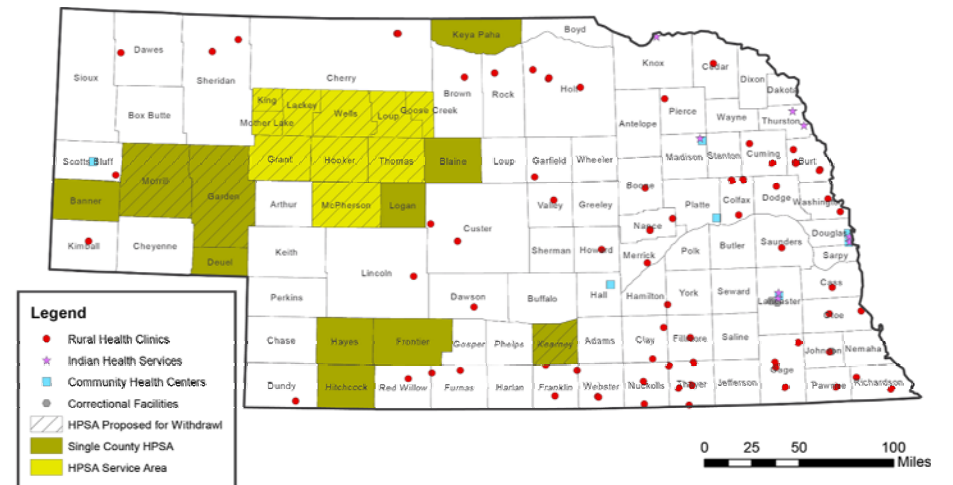 Keya Paha
Boyd
Dawes
Sioux
Sheridan
Cherry
Knox
Cedar
Dixon
Dakota
Brown
Rock
Holt
Box Butte
King
Lackey
Wells
Loup
Goose Creek
Mother Lake
Antelope
Pierce
Wayne
Thurston
Scotts Bluff
Grant
Hooker
Thomas
Blaine
Loup
Garfield
Wheeler
Madison
Stanton
Cuming
Burt
Morrill
Banner
Garden
Arthur
McPherson
Logan
Custer
Valley
Greeley
Boone
Platte
Colfax
Dodge
Washington
Nance
Kimball
Cheyenne
Deuel
Keith
Lincoln
Sherman
Howard
Merrick
Polk
Butler
Saunders
Douglas
Sarpy
Perkins
Dawson
Buffalo
Hall
Hamilton
York
Seward
Lancaster
Cass
Otoe
Chase
Hayes
Frontier
Gosper
Phelps
Kearney
Adams
Clay
Fillmore
Saline
Johnson
Nemaha
Gage
Dundy
Hitchcock
Red Willow
Furnas
Harlan
Franklin
Webster
Nuckolls
Thayer
Jefferson
Pawnee
Richardson
Legend
Rural Health Clinics
Indian Health Services
Community Health Centers
Correctional Facilities
HPSA Proposed for Withdrawl
Single County HPSA
HPSA Service Area
0 25 50 100
Miles